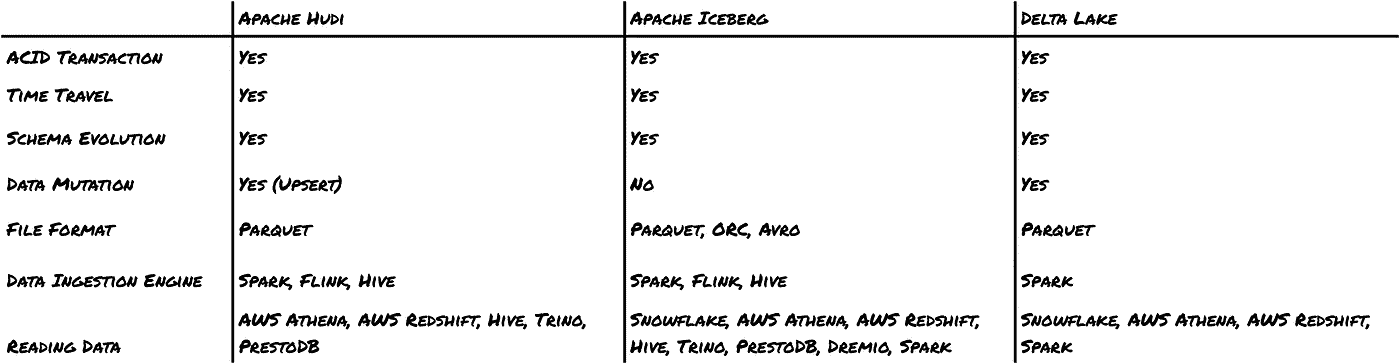 Apache Hudi Apache Iceberg Delta Lake
ACID Transaction Yes Yes Yes
Time Travel Yes Yes Yes
Schema Evolution Yes Yes Yes
Data Mutation Yes (Upsert) No Yes
File Format Parquet Parquet, ORC, Avro Parquet
Data Ingestion Engine Spark, Flink, Hive Spark, Flink, Hive Spark
AWS Athena, AWS Redshift, Hive, Trino, Snowflake, AWS Athena, AWS Redshift, Snowflake, AWS Athena, AWS Redshift,
Reading Data PrestoDB Hive, Trino, PrestoDB, Dremio, Spark Spark